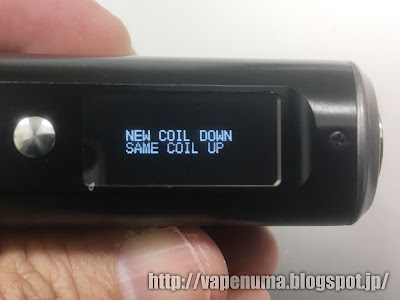 NEW COIL DOWN
SAME COIL UP
http://vapenuma.blogspot.jp/